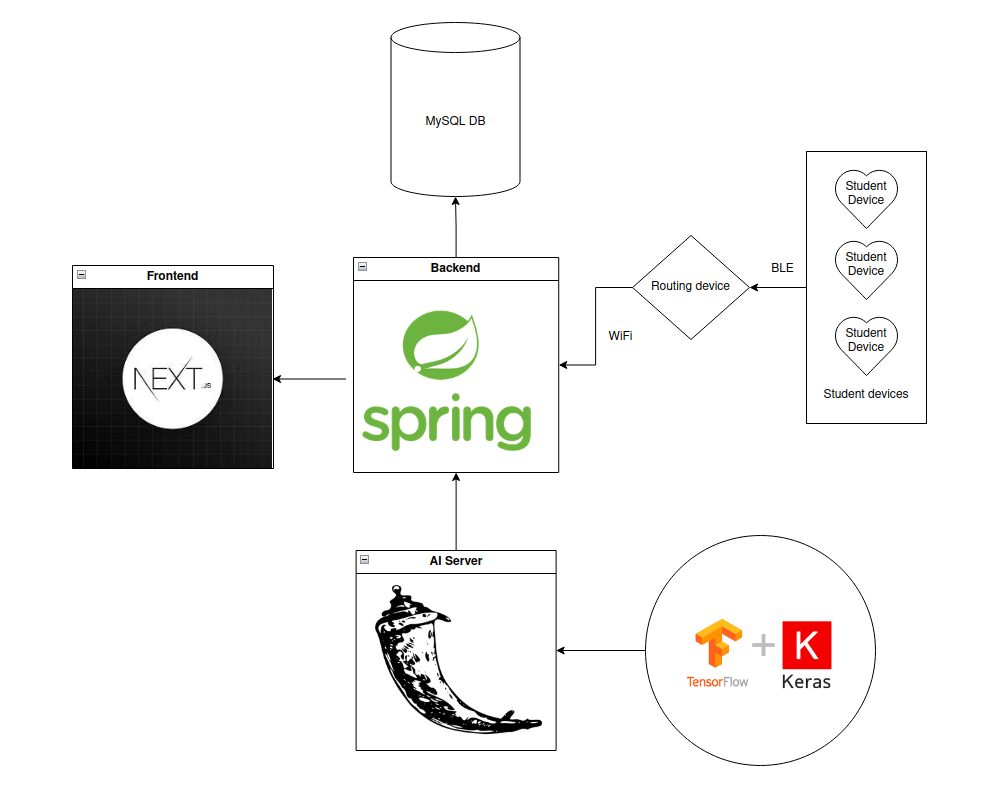 MySQL DB
Student
Device
Student
Device
Student
Device
Student devices
BLE
Routing device
WiFi
Frontend
NEXT.JS
Backend
spring
AI Server
TensorFlow
+
K
Keras